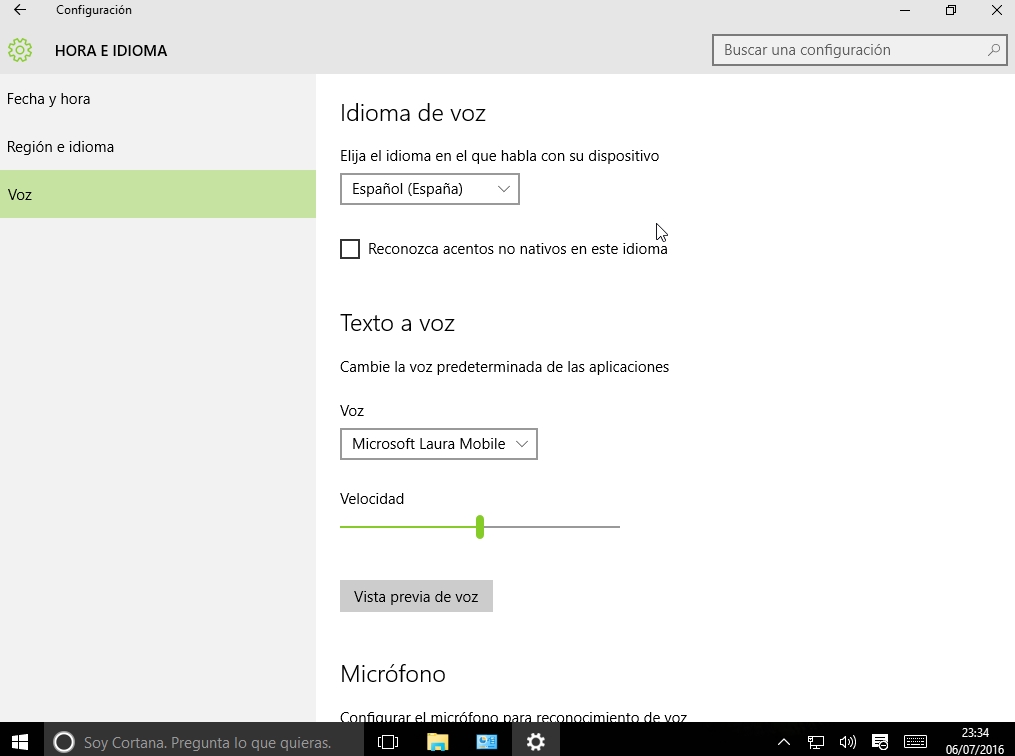 Configuración
HORA E IDIOMA
Buscar una configuración
Fecha y hora
Región e idioma
Voz
Idioma de voz
Elija el idioma en el que habla con su dispositivo
Español (España)
Reconozca acentos no nativos en este idioma
Texto a voz
Cambie la voz predeterminada de las aplicaciones
Voz
Microsoft Laura Mobile
Velocidad
Vista previa de voz
Micrófono
Configurar el micrófono para reconocimiento de voz
Soy Cortana. Pregunta lo que quieras.
23:34
06/07/2016